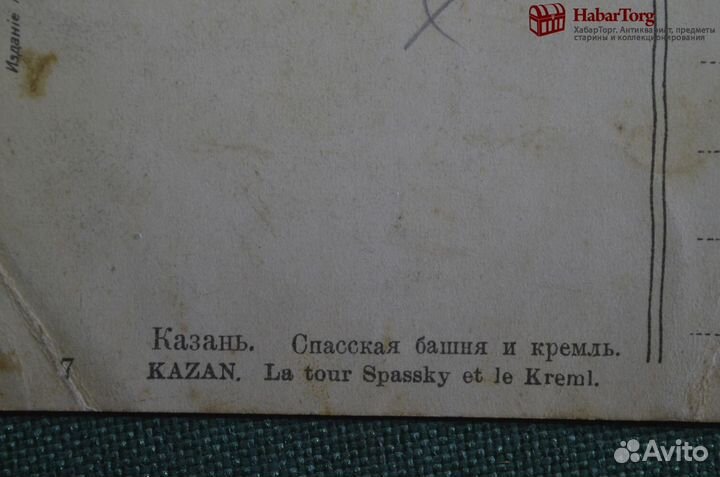 HabarTorg
ХабарТорг. Антиквариат, предметы
старины и коллекционирования
Изданіе
Казань. Спасская башня и кремль.
7 KAZAN. La tour Spassky et le Kreml.
Avito